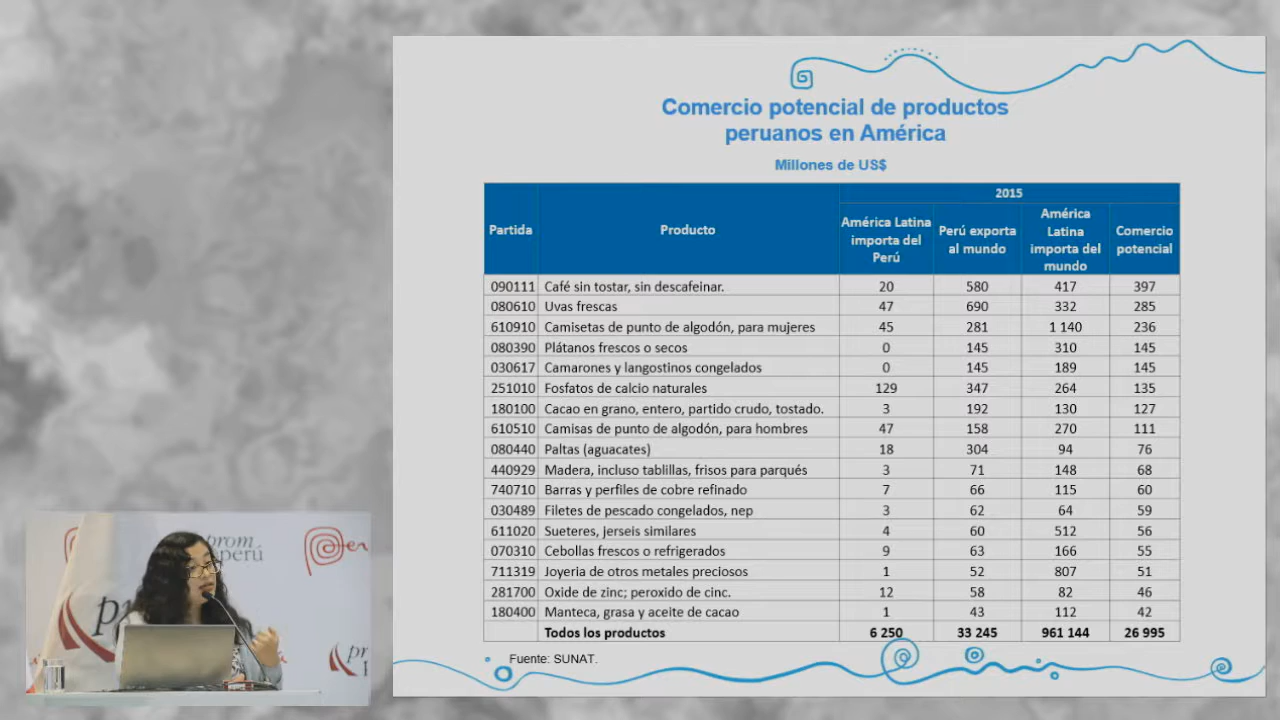 Comercio potencial de productos
peruanos en América
Millones de US$
Partida Producto 2015
América Latina importa del Perú Perú exporta al mundo América Latina importa del mundo Comercio potencial
090111 Café sin tostar, sin descafeinar. 20 580 417 397
080610 Uvas frescas 47 690 332 285
610910 Camisetas de punto de algodón, para mujeres 45 281 1 140 236
080390 Plátanos frescos o secos 0 145 310 145
030617 Camarones y langostinos congelados 0 145 189 145
251010 Fosfatos de calcio naturales 129 347 264 135
180100 Cacao en grano, entero, partido crudo, tostado. 3 192 130 127
610510 Camisas de punto de algodón, para hombres 47 158 270 111
080440 Paltas (aguacates) 18 304 94 76
440929 Madera, incluso tablillas, frisos para parqués 3 71 148 68
740710 Barras y perfiles de cobre refinado 7 66 115 60
030489 Filetes de pescado congelados, nep 3 62 64 59
611020 Sueteres, jerseis similares 4 60 512 56
070310 Cebollas frescos o refrigerados 9 63 166 55
711319 Joyeria de otros metales preciosos 1 52 807 51
281700 Oxide de zinc; peroxido de cinc. 12 58 82 46
180400 Manteca, grasa y aceite de cacao 1 43 112 42
Todos los productos 6 250 33 245 961 144 26 995
Fuente: SUNAT.
prom
perú